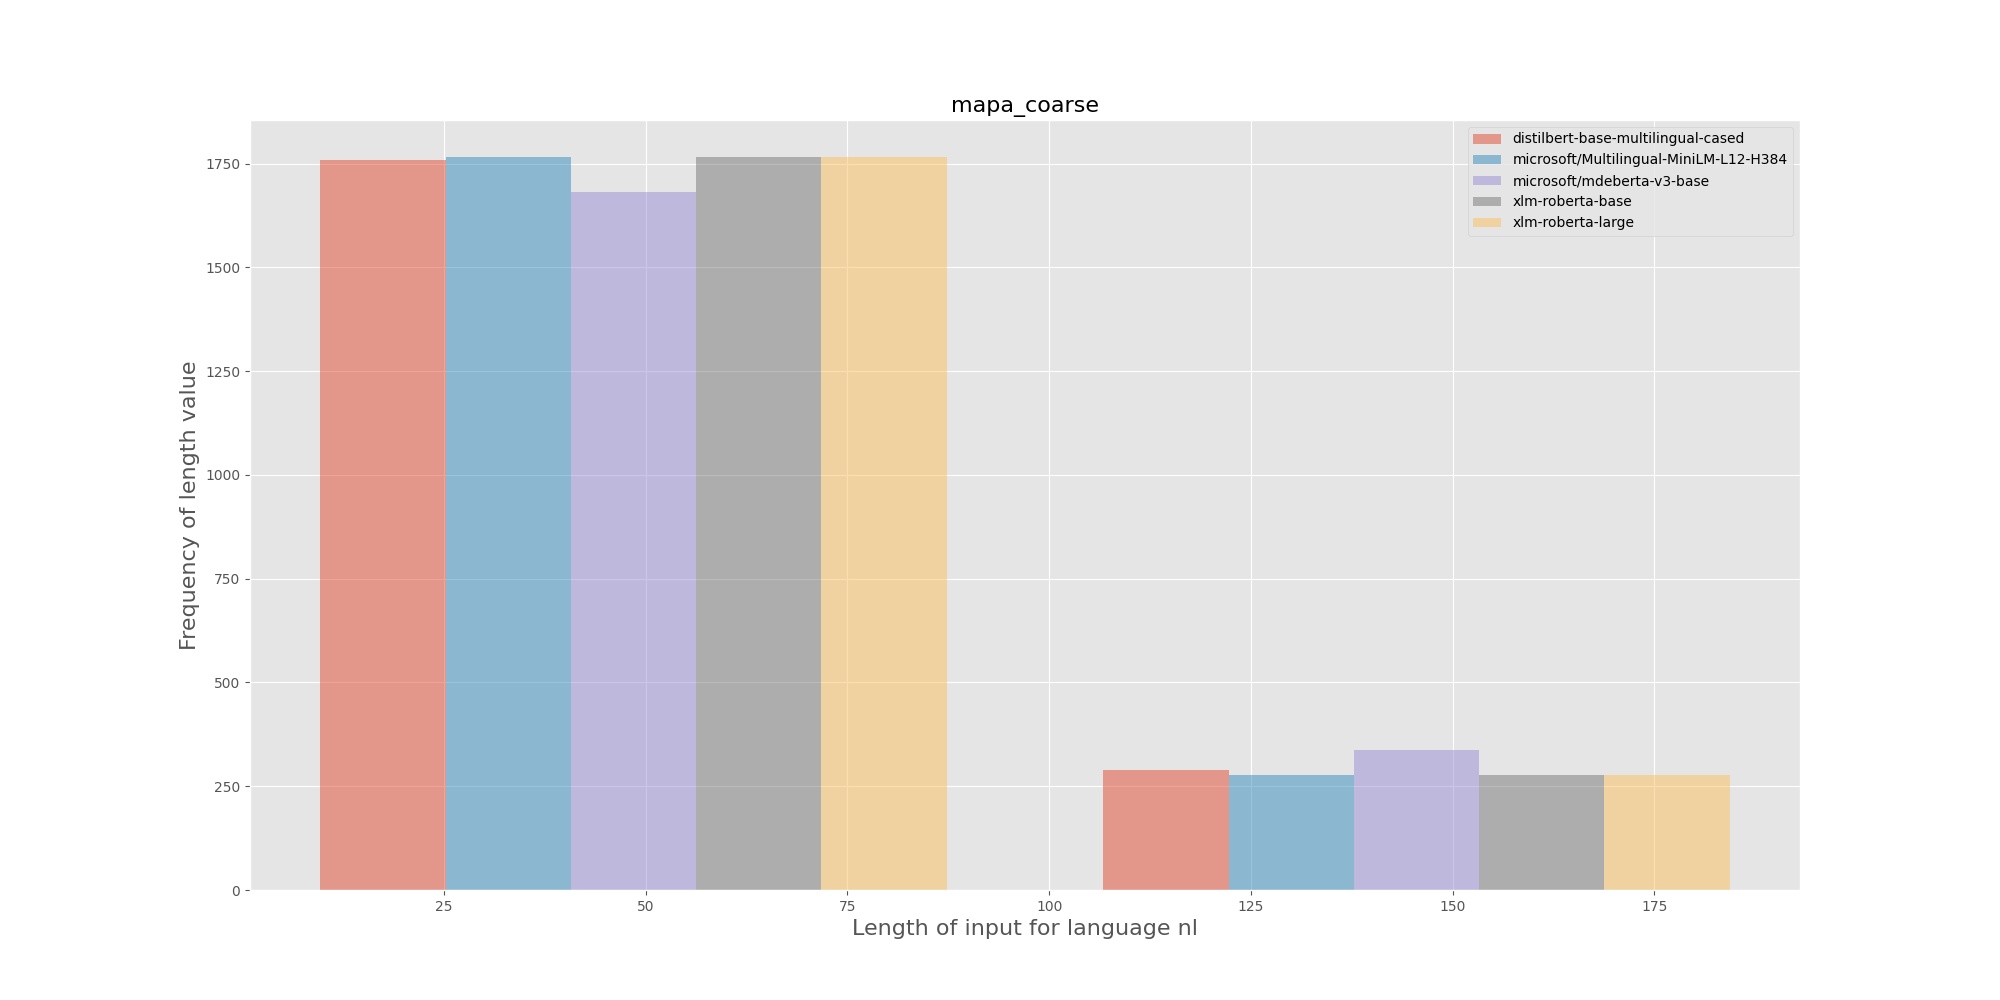 mapa_coarse
distilbert-base-multilingual-cased
microsoft/Multilingual-MiniLM-L12-H384
microsoft/mdeberta-v3-base
xlm-roberta-base
xlm-roberta-large
Frequency of length value
1750
1500
1250
1000
750
500
250
0
25 50 75 100 125 150 175
Length of input for language nl